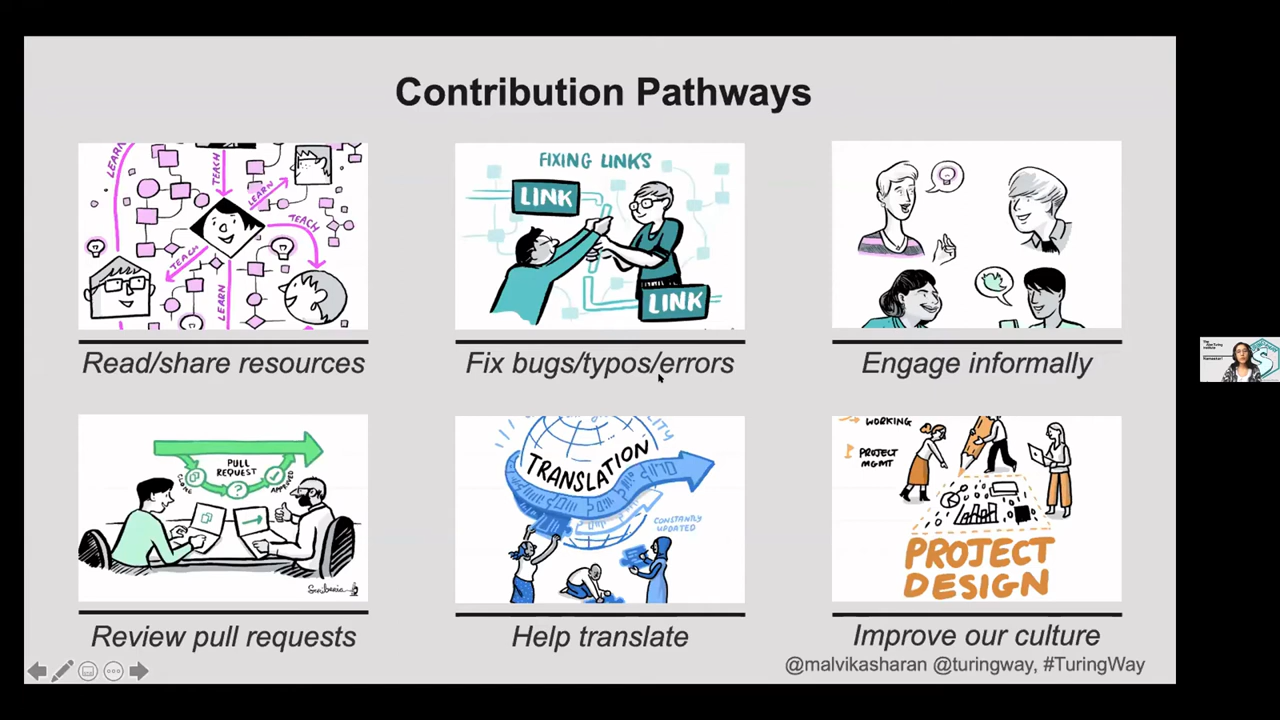 Contribution Pathways
LEARN
TEACH
LEARN
TEACH
TEACH
LEARN
Read/share resources
FIXING LINKS
LINK
LINK
Fix bugs/typos/errors
Engage informally
PULL
REQUEST
APPROVED
Scriberia
Review pull requests
TRANSLATION
CONSTANTLY
UPDATED
Help translate
WORKING
PROJECT
MGMT
PROJECT
DESIGN
Improve our culture
@malvikasharan @turingway, #TuringWay